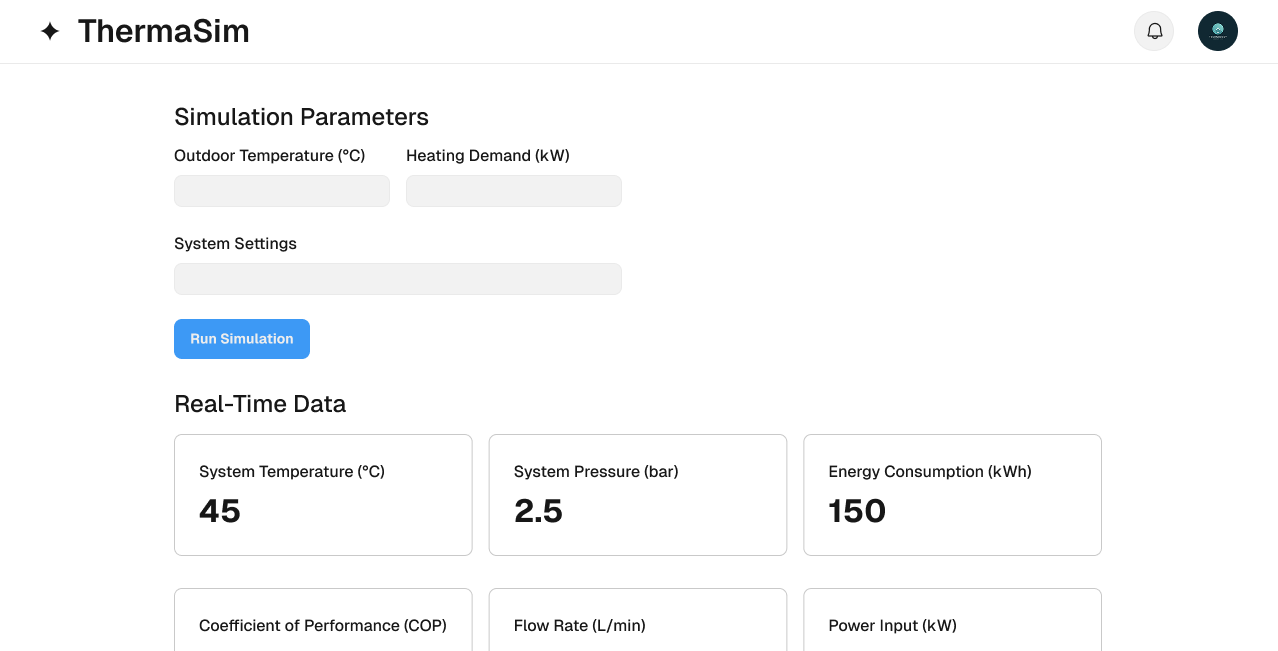 ThermaSim
Simulation Parameters
Outdoor Temperature (°C) Heating Demand (kW)
System Settings
Run Simulation
Real-Time Data
System Temperature (°C) System Pressure (bar) Energy Consumption (kWh)
45 2.5 150
Coefficient of Performance (COP) Flow Rate (L/min) Power Input (kW)